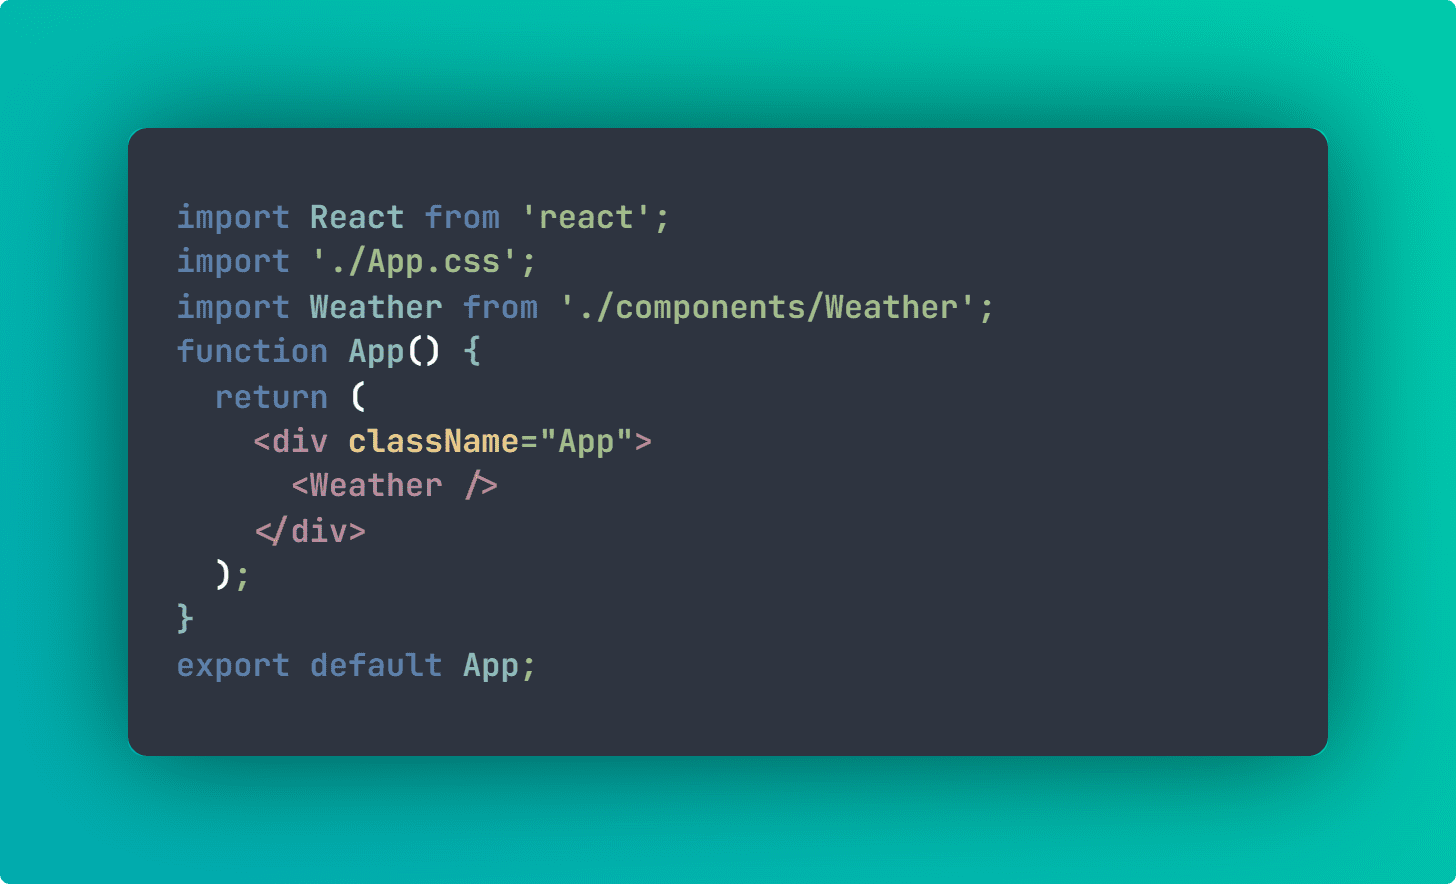 import React from 'react';
import './App.css';
import Weather from './components/Weather';
function App() {
  return (
    <div className="App">
      <Weather />
    </div>
  );
}
export default App;